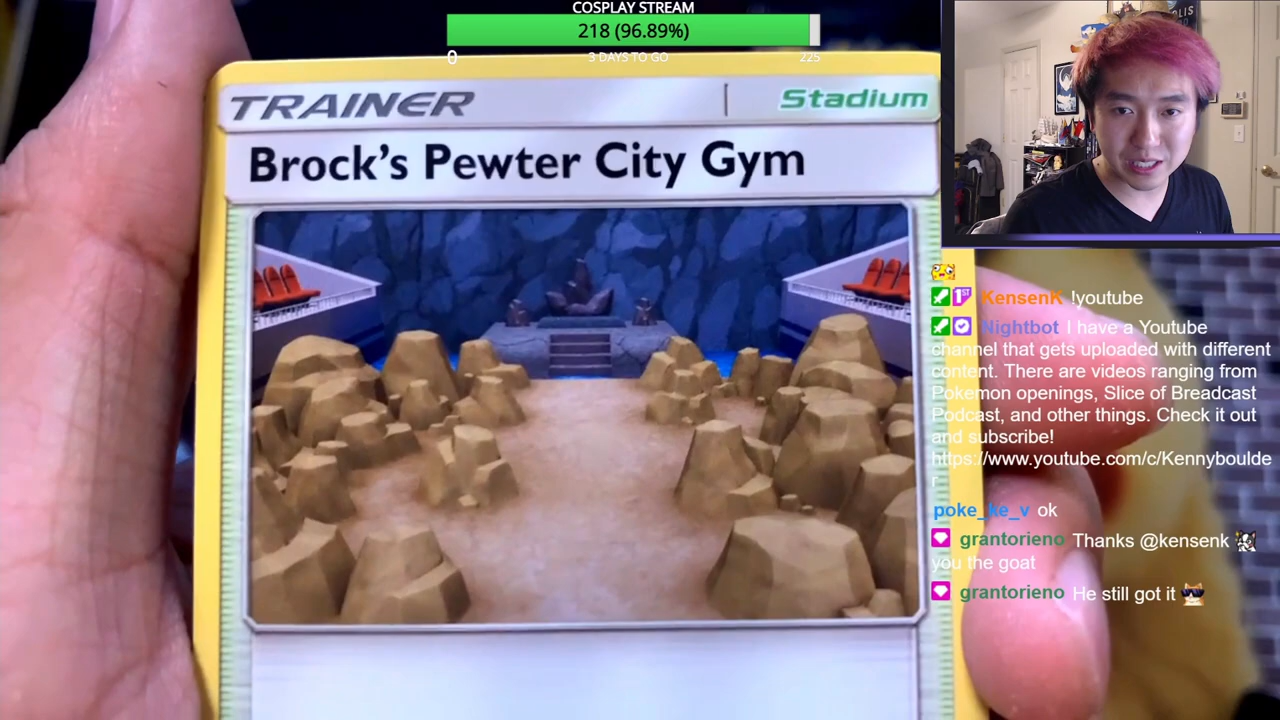 COSPLAY STREAM
218 (96.89%)
0 3 DAYS TO GO 225
TRAINER Stadium
Brock's Pewter City Gym
KensenK !youtube
Nightbot I have a Youtube
channel that gets uploaded with different
content. There are videos ranging from
Pokemon openings, Slice of Breadcast
Podcast, and other things. Check it out
and subscribe!
https://www.youtube.com/c/Kennyboulde
r
poke_ke_v ok
grantorieno Thanks @kensenk
you the goat
grantorieno He still got it